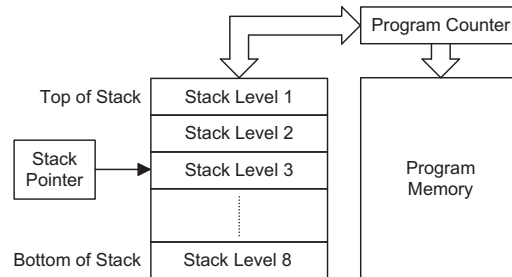 Program Counter
Top of Stack
Stack Level 1
Stack Level 2
Stack
Pointer
Stack Level 3
Program
Memory
Bottom of Stack
Stack Level 8